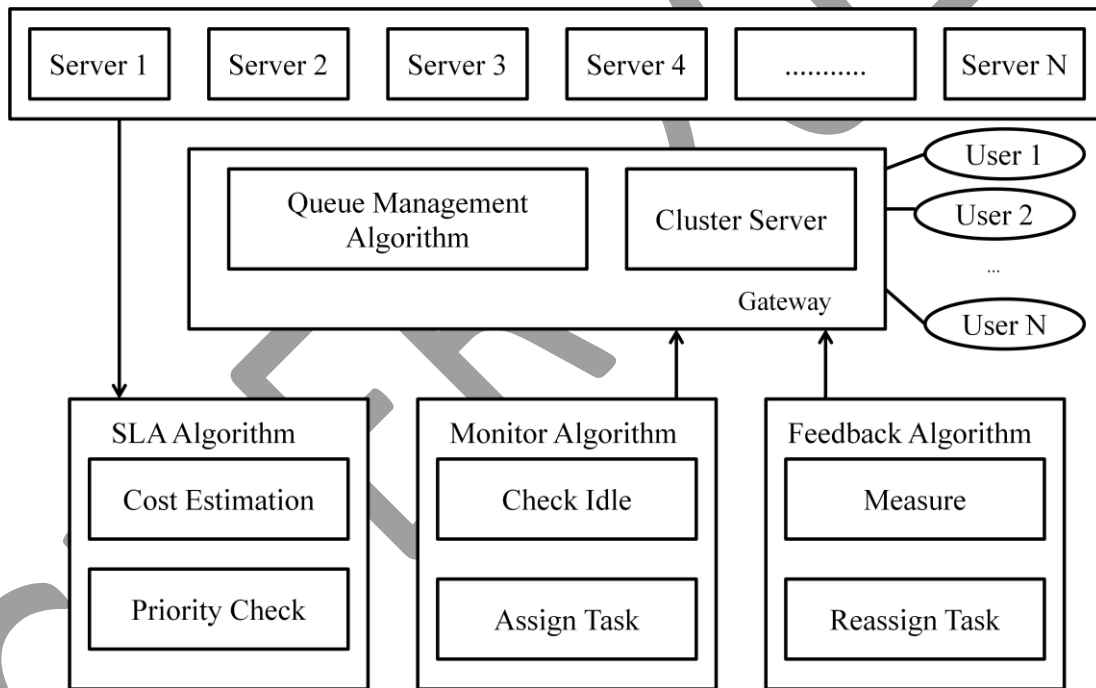 Server 1
Server 2
Server 3
Server 4
...........
Server N
User 1
Queue Management
Algorithm
Cluster Server
User 2
...
Gateway
User N
SLA Algorithm
Cost Estimation
Priority Check
Monitor Algorithm
Check Idle
Assign Task
Feedback Algorithm
Measure
Reassign Task